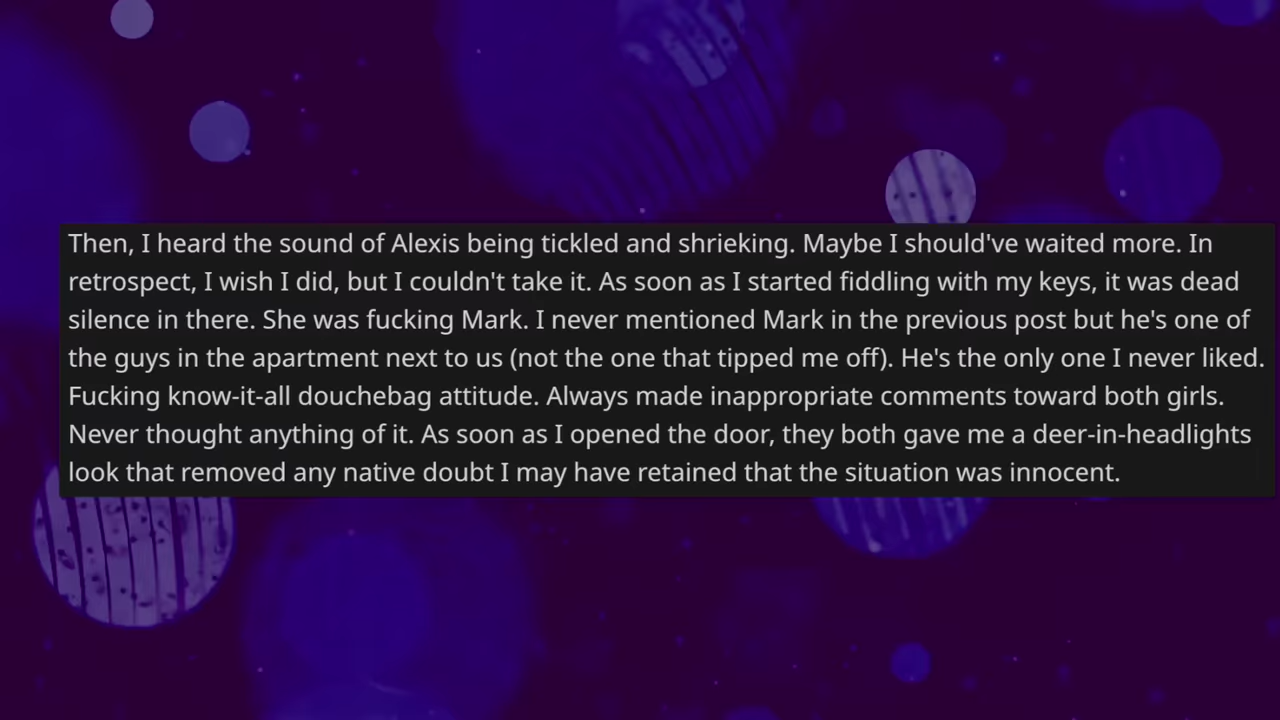 Then, I heard the sound of Alexis being tickled and shrieking. Maybe I should've waited more. In
retrospect, I wish I did, but I couldn't take it. As soon as I started fiddling with my keys, it was dead
silence in there. She was fucking Mark. I never mentioned Mark in the previous post but he's one of
the guys in the apartment next to us (not the one that tipped me off). He's the only one I never liked.
Fucking know-it-all douchebag attitude. Always made inappropriate comments toward both girls.
Never thought anything of it. As soon as I opened the door, they both gave me a deer-in-headlights
look that removed any native doubt I may have retained that the situation was innocent.